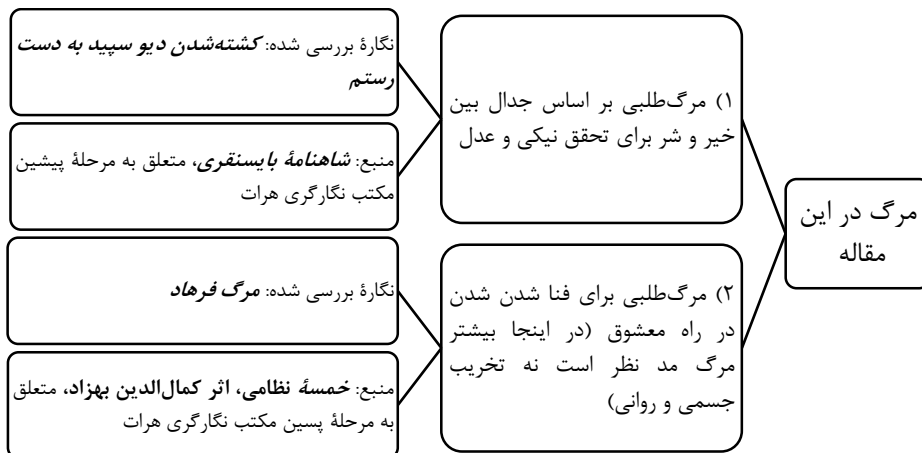 مرگ در این
مقاله
۱) مرگ‌طلبی بر اساس جدال بین
خیر و شر برای تحقق نیکی و عدل
نگارهٔ بررسی شده: کشته‌شدن دیو سپید به دست
رستم
منبع: شاهنامهٔ بایسنقری، متعلق به مرحلهٔ پیشین
مکتب نگارگری هرات
۲) مرگ‌طلبی برای فنا شدن شدن
در راه معشوق (در اینجا بیشتر
مرگ مد نظر است نه تخریب
جسمی و روانی)
نگارهٔ بررسی شده: مرگ فرهاد
منبع: خمسهٔ نظامی، اثر کمال‌الدین بهزاد، متعلق
به مرحلهٔ پسین مکتب نگارگری هرات